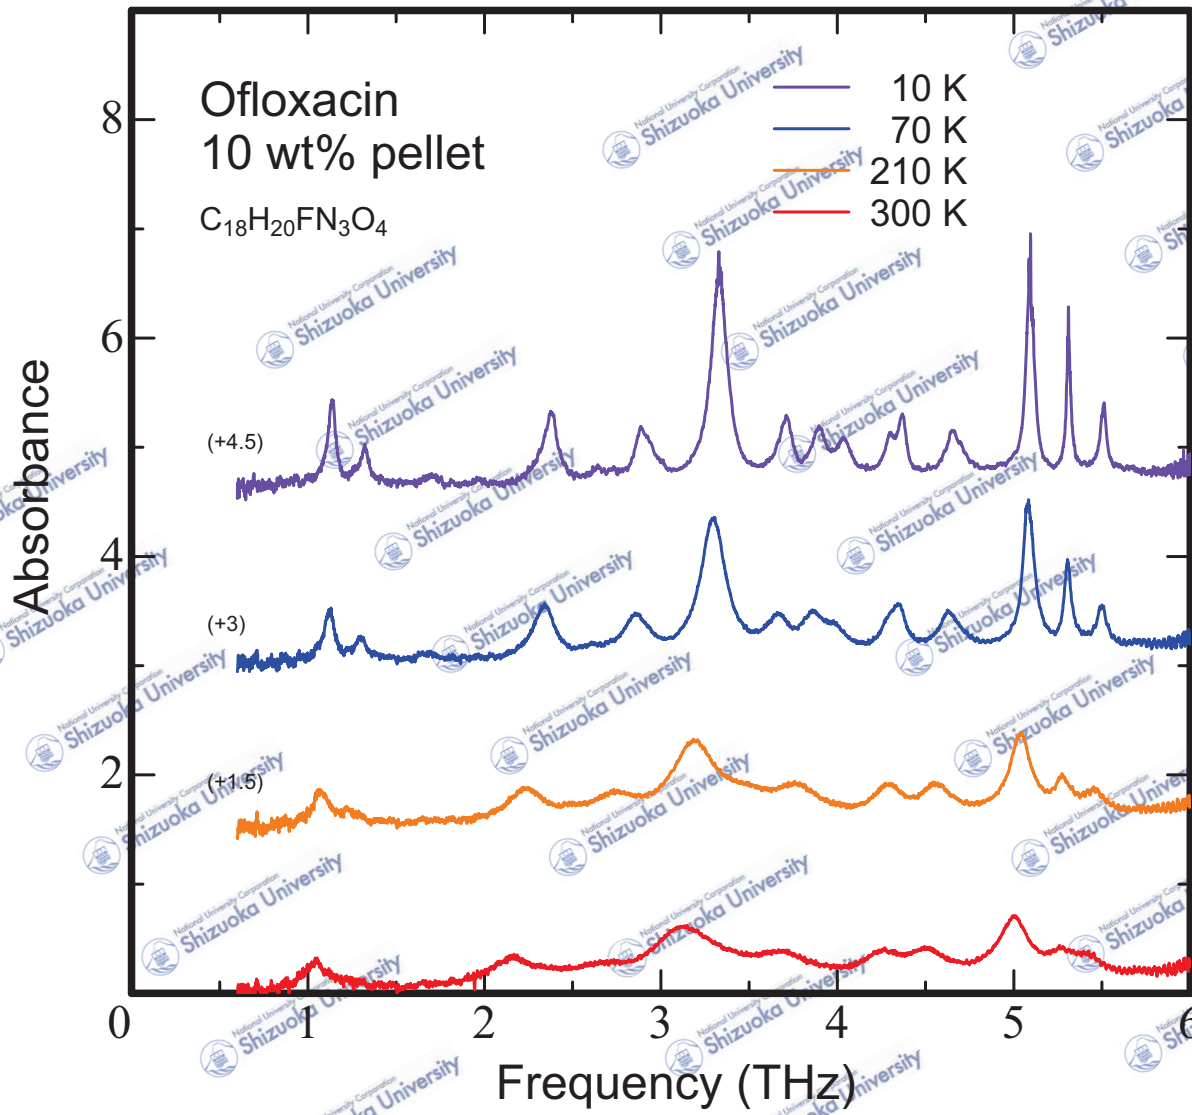 Ofloxacin
10 wt% pellet
C₁₈H₂₀FN₃O₄
10 K
70 K
210 K
300 K
8
6
4
2
(+4.5)
(+3)
(+1.5)
Absorbance
0 1 2 3 4 5 6
Frequency (THz)
National University Corporation
Shizuoka University